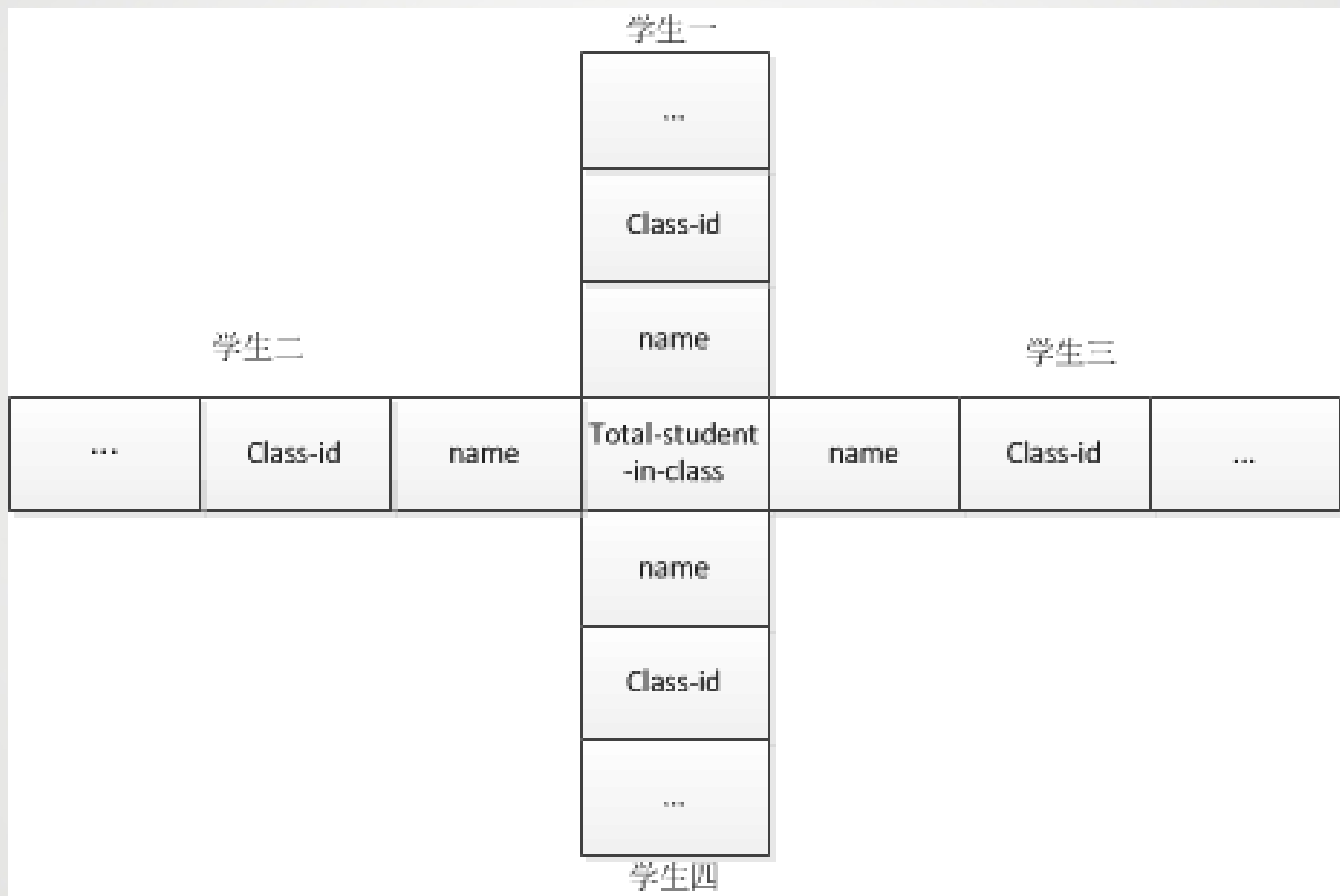 学生一
...
Class-id
name
学生二
学生三
...
Class-id
name
Total-student
-in-class
name
Class-id
...
name
Class-id
...
学生四